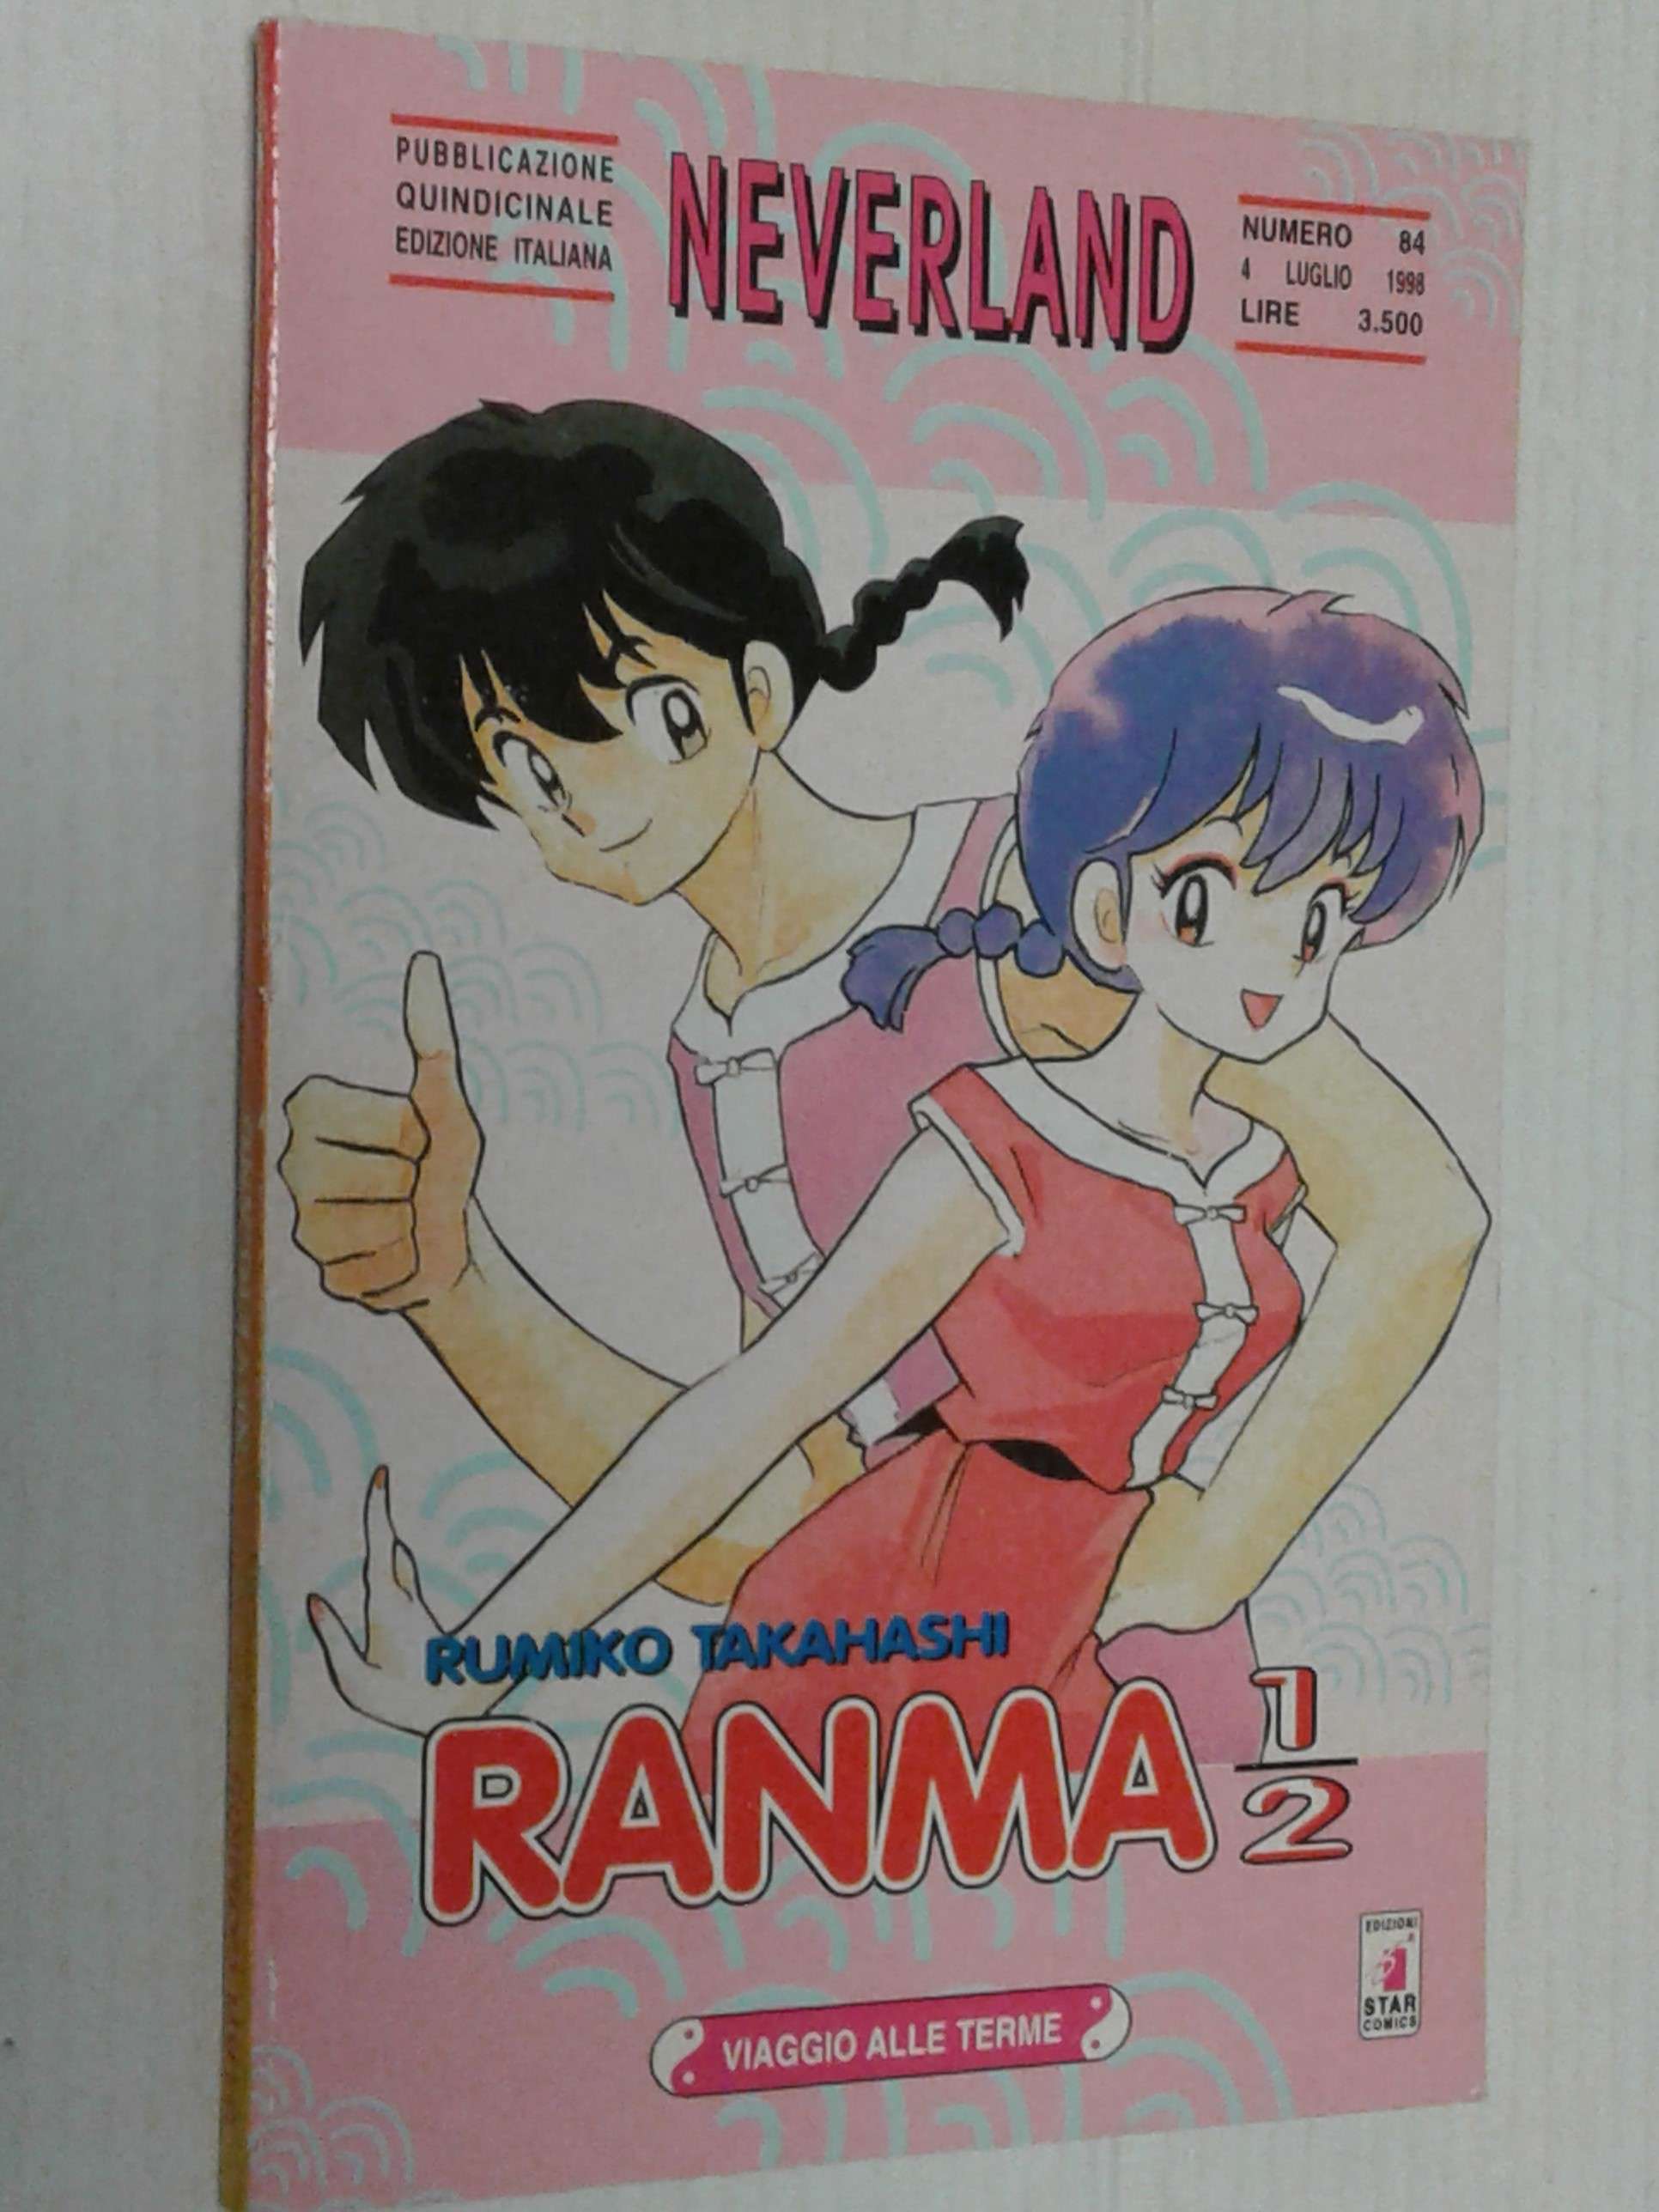 PUBBLICAZIONE
QUINDICINALE
EDIZIONE ITALIANA
NEVERLAND
NUMERO 84
4 LUGLIO 1998
LIRE 3.500
RUMIKO TAKAHASHI
RANMA 1/2
EDIZIONI
STAR
COMICS
VIAGGIO ALLE TERME